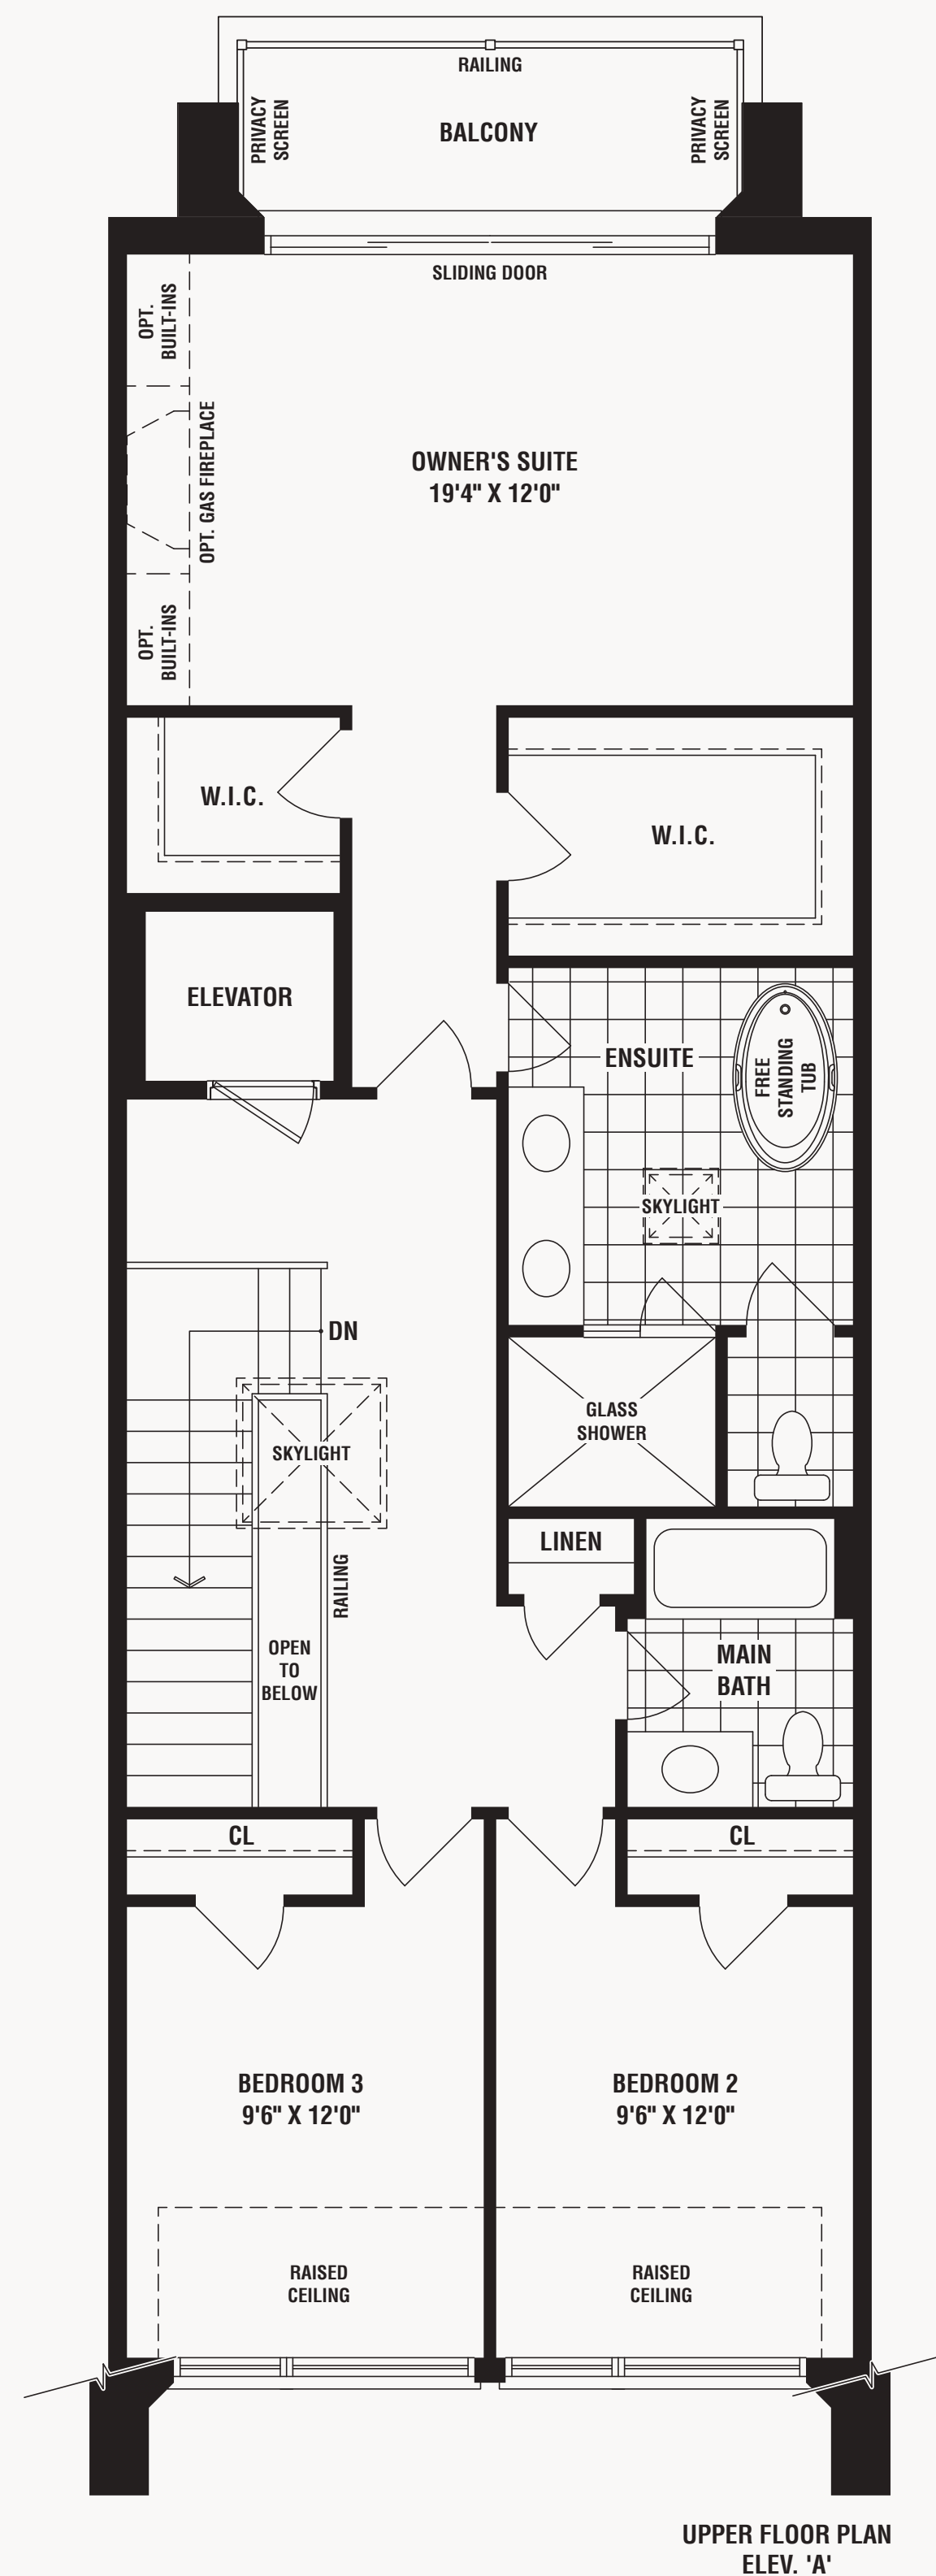 RAILING
PRIVACY
SCREEN
BALCONY
PRIVACY
SCREEN
SLIDING DOOR
OPT.
BUILT-INS
OPT. GAS FIREPLACE
OWNER'S SUITE
19'4" X 12'0"
OPT.
BUILT-INS
W.I.C.
W.I.C.
ELEVATOR
ENSUITE
FREE
STANDING
TUB
SKYLIGHT
DN
GLASS
SHOWER
SKYLIGHT
LINEN
RAILING
OPEN
TO
BELOW
MAIN
BATH
CL
CL
BEDROOM 3
9'6" X 12'0"
BEDROOM 2
9'6" X 12'0"
RAISED
CEILING
RAISED
CEILING
UPPER FLOOR PLAN
ELEV. 'A'